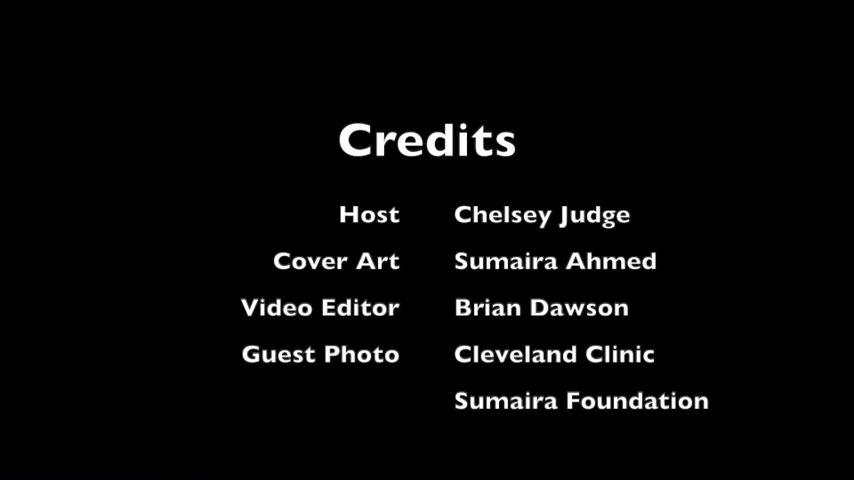 Credits
Host Chelsey Judge
Cover Art Sumaira Ahmed
Video Editor Brian Dawson
Guest Photo Cleveland Clinic
Sumaira Foundation